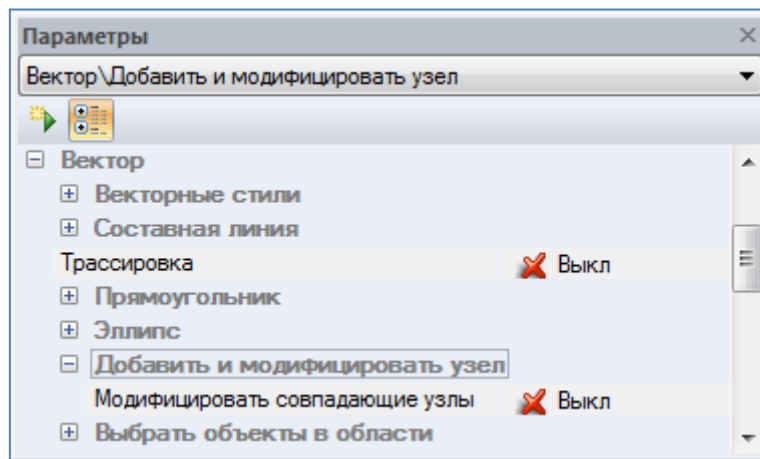 Параметры
Вектор\Добавить и модифицировать узел
Вектор
Векторные стили
Составная линия
Трассировка Выкл
Прямоугольник
Эллипс
Добавить и модифицировать узел
Модифицировать совпадающие узлы Выкл
Выбрать объекты в области